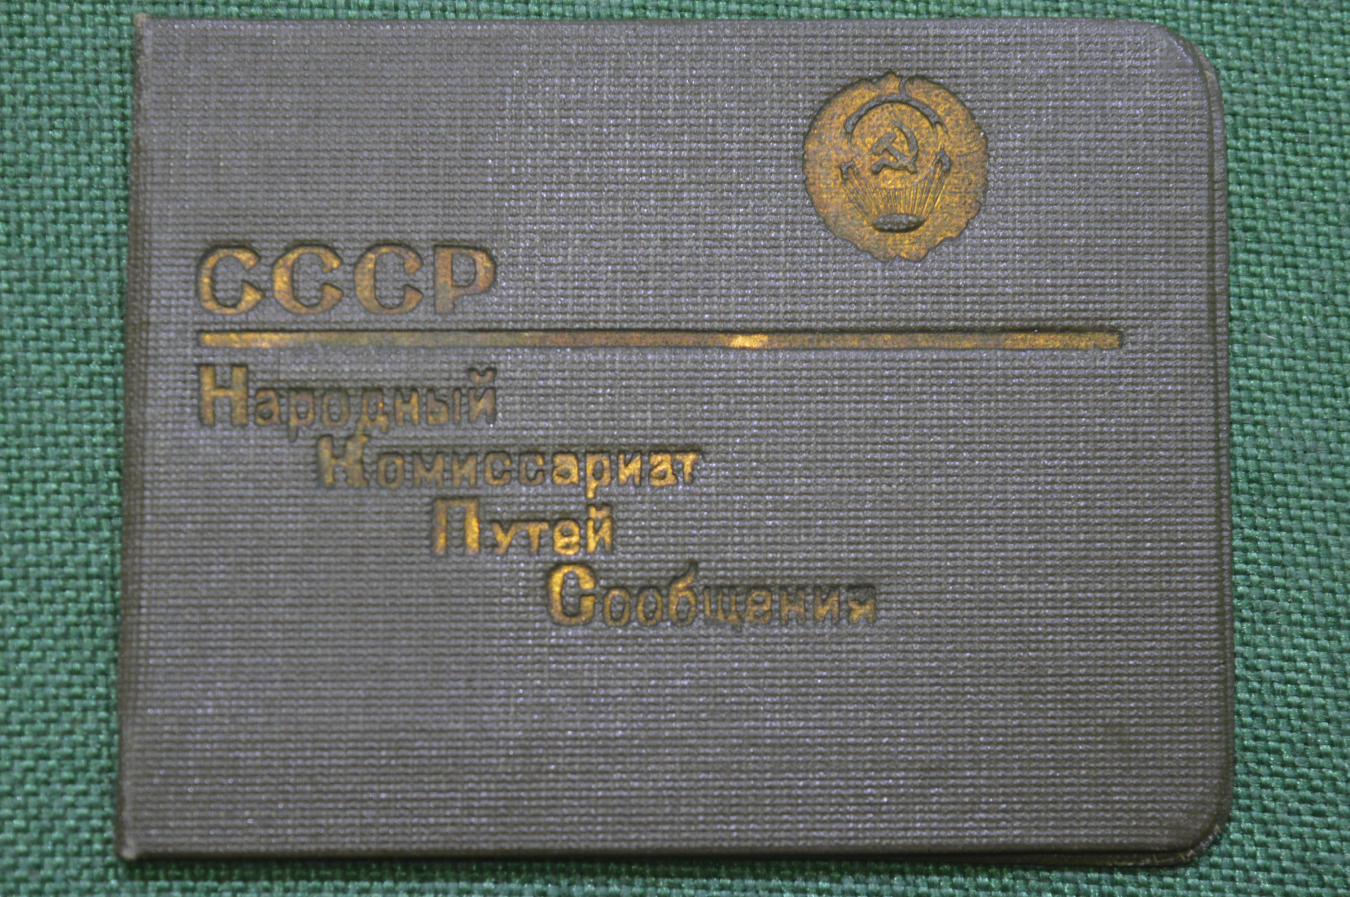 СССР
Народный
Комиссариат
Путей
Сообщения